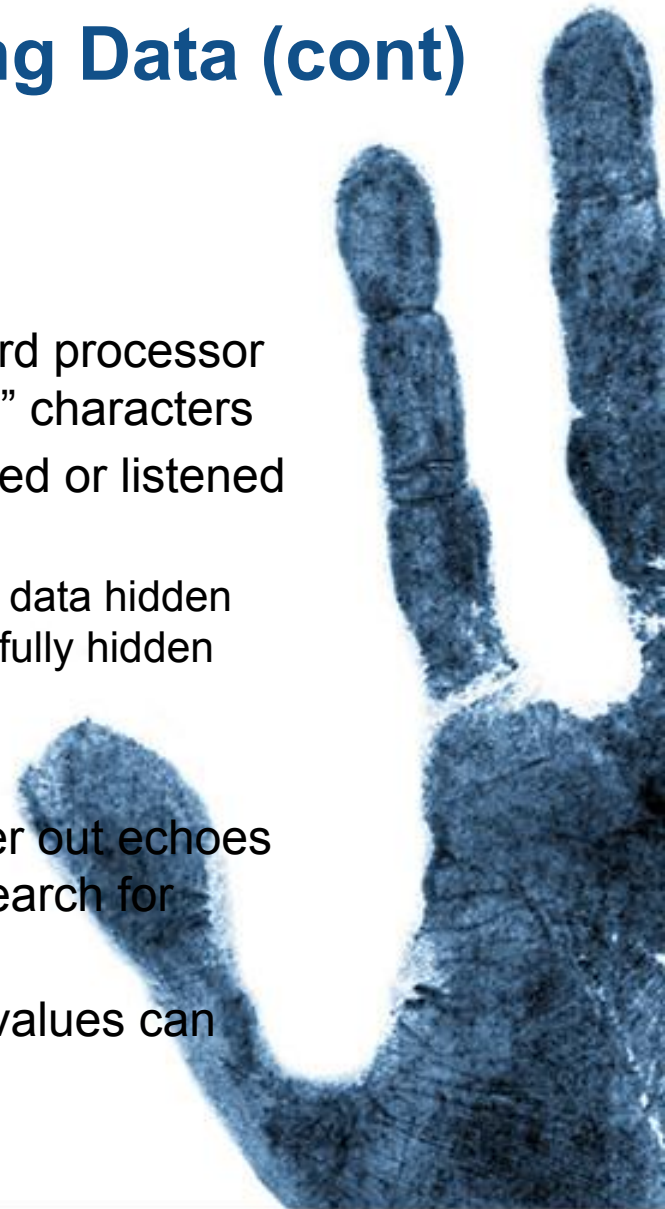 ng Data (cont)
rd processor
” characters
ed or listened
data hidden
fully hidden
er out echoes
earch for
values can